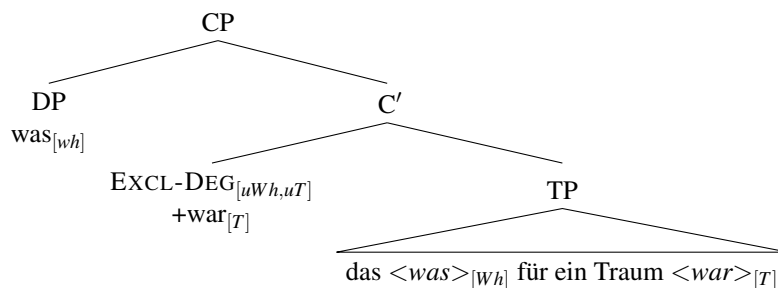 CP
DP
was[wh]
C′
EXCL-DEG[uWh,uT]
+war[T]
TP
das <was>[Wh] für ein Traum <war>[T]